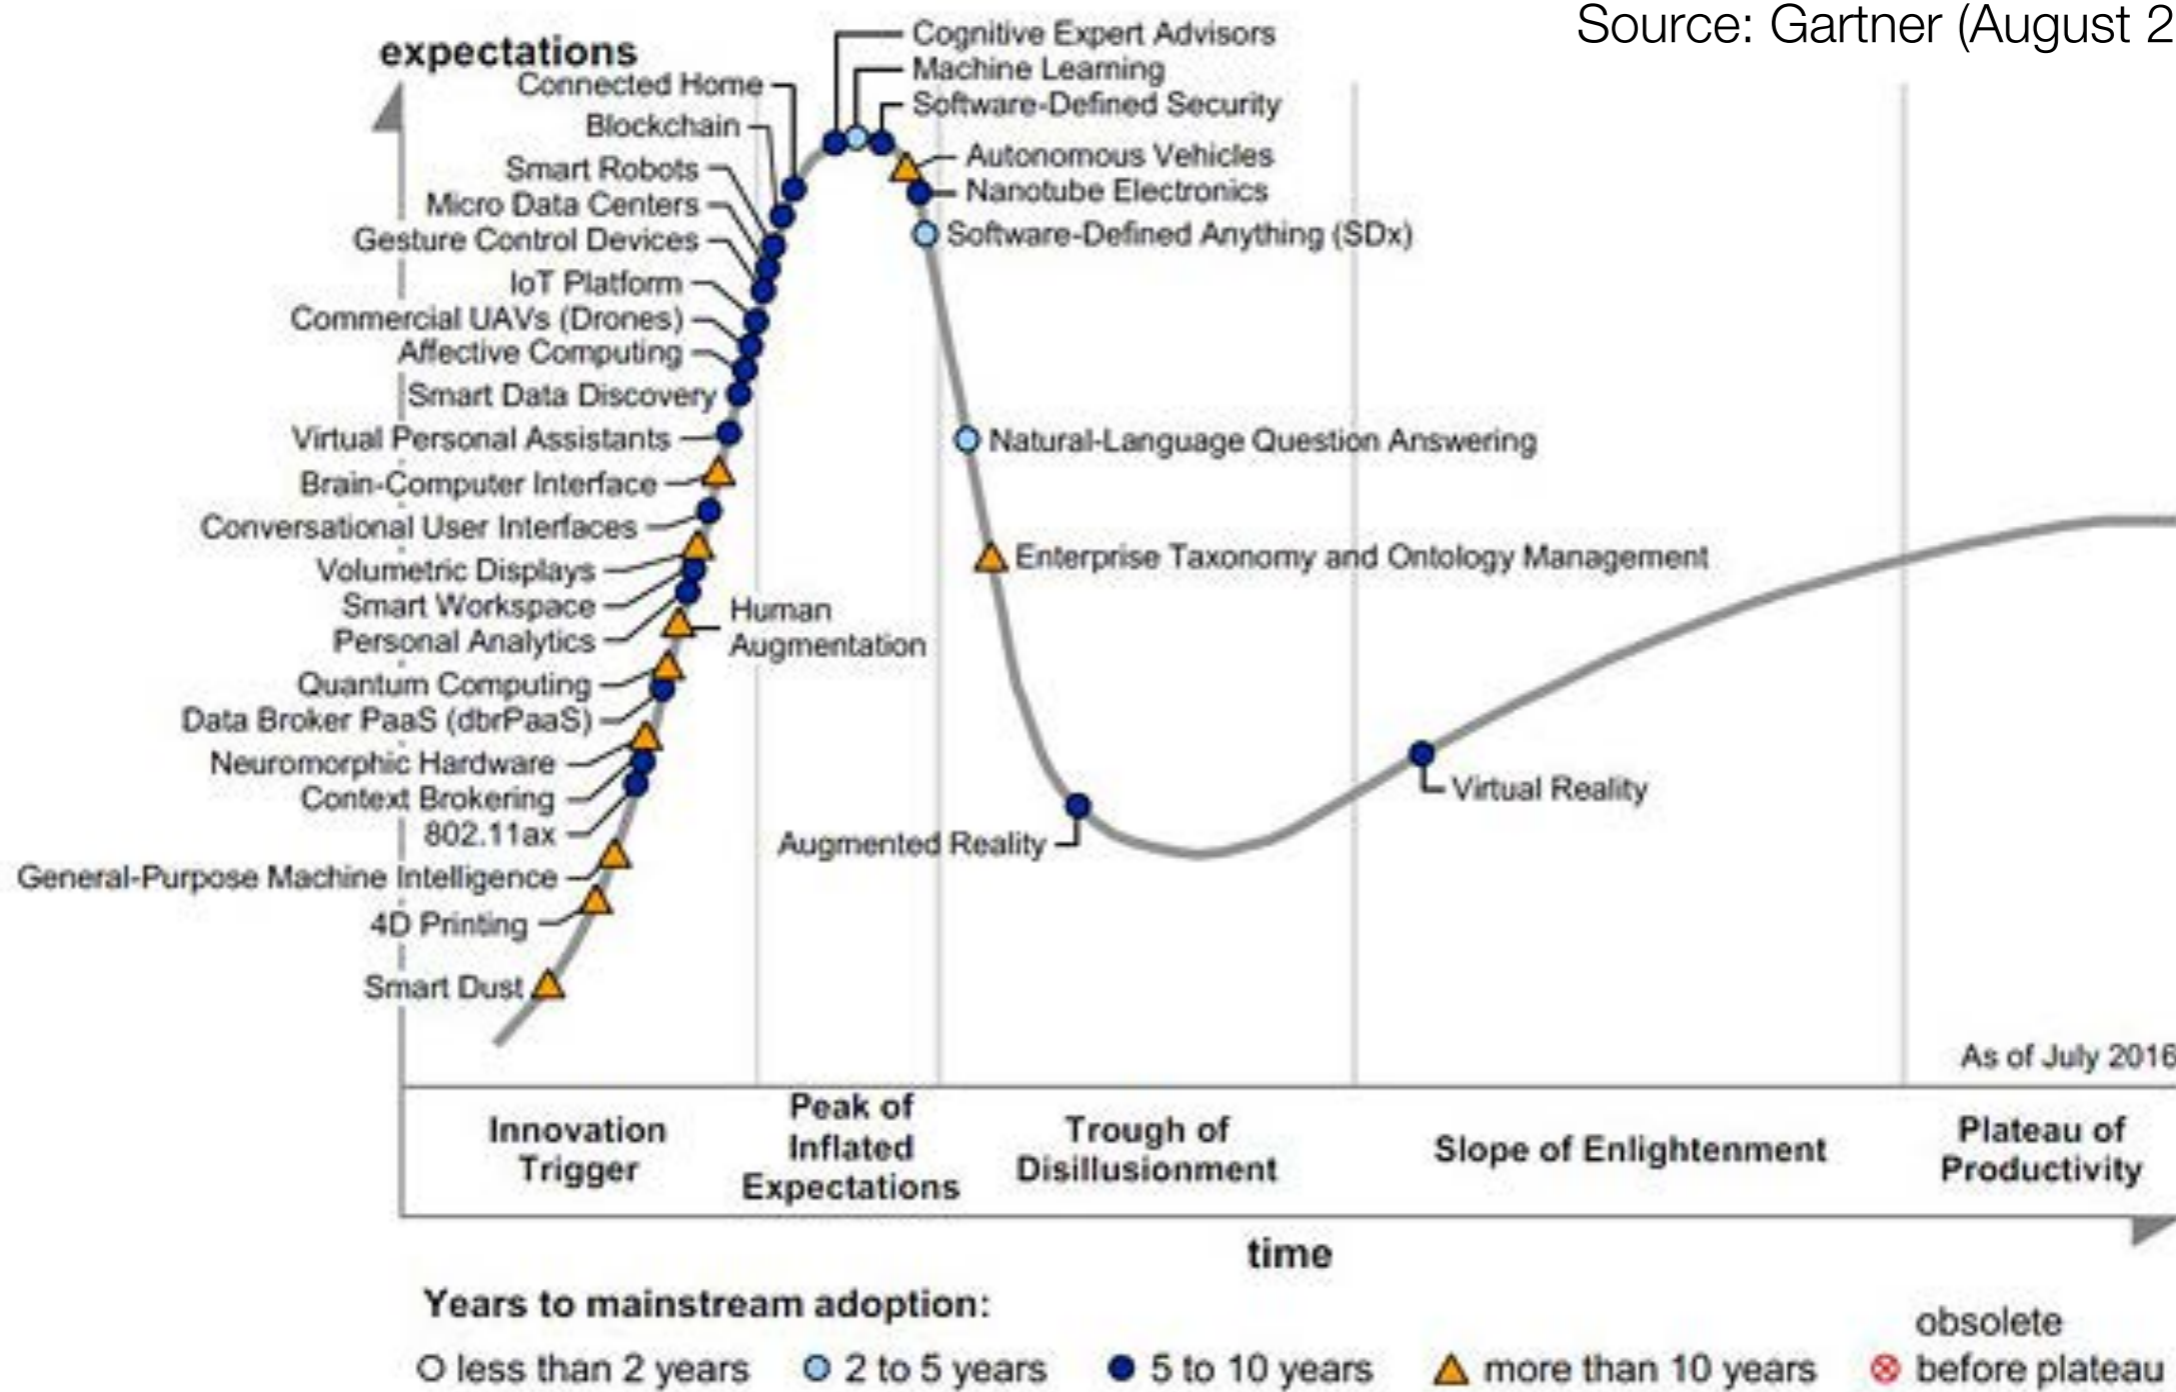 Source: Gartner (August 2
expectations
Cognitive Expert Advisors
Machine Learning
Software-Defined Security
Autonomous Vehicles
Nanotube Electronics
Software-Defined Anything (SDx)
Connected Home
Blockchain
Smart Robots
Micro Data Centers
Gesture Control Devices
IoT Platform
Commercial UAVs (Drones)
Affective Computing
Smart Data Discovery
Virtual Personal Assistants
Brain-Computer Interface
Conversational User Interfaces
Volumetric Displays
Smart Workspace
Personal Analytics
Human
Augmentation
Quantum Computing
Data Broker PaaS (dbrPaaS)
Neuromorphic Hardware
Context Brokering
802.11ax
General-Purpose Machine Intelligence
4D Printing
Smart Dust
Natural-Language Question Answering
Enterprise Taxonomy and Ontology Management
Augmented Reality
Virtual Reality
As of July 2016
Innovation
Trigger
Peak of
Inflated
Expectations
Trough of
Disillusionment
Slope of Enlightenment
Plateau of
Productivity
time
Years to mainstream adoption:
less than 2 years
2 to 5 years
5 to 10 years
more than 10 years
obsolete
before plateau